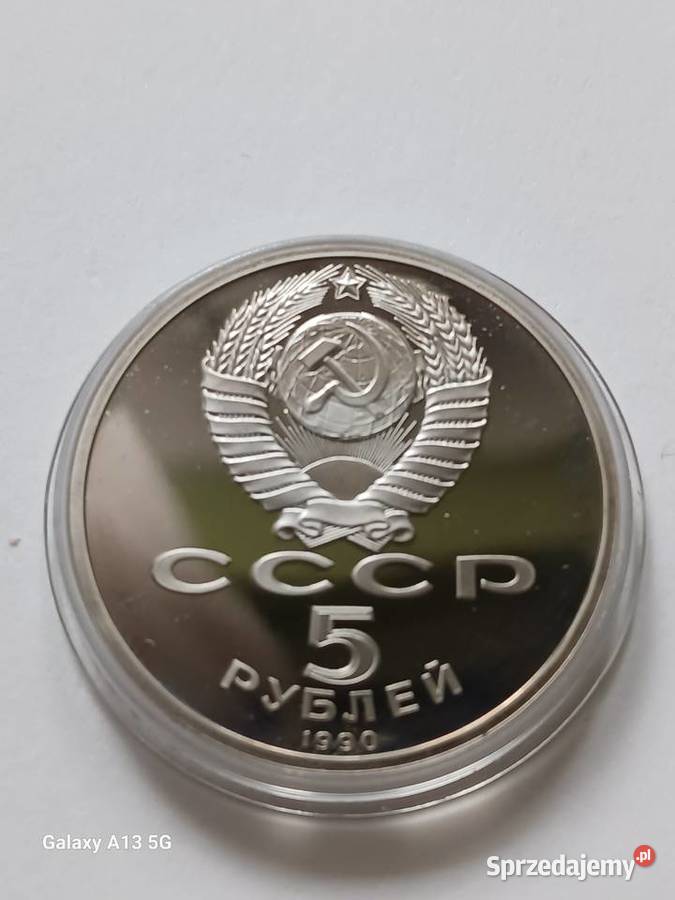 СССР
5
РУБЛЕЙ
1990
Galaxy A13 5G
Sprzedajemy.pl